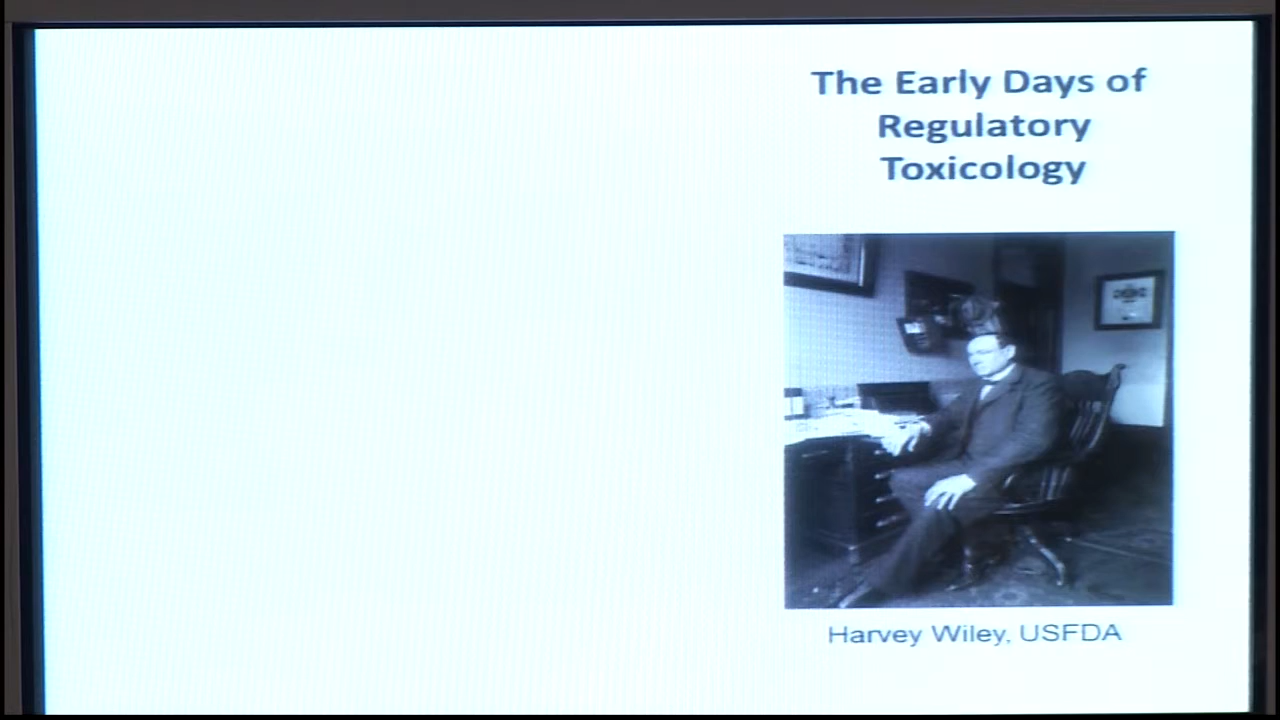 The Early Days of
Regulatory
Toxicology
Harvey Wiley, USFDA